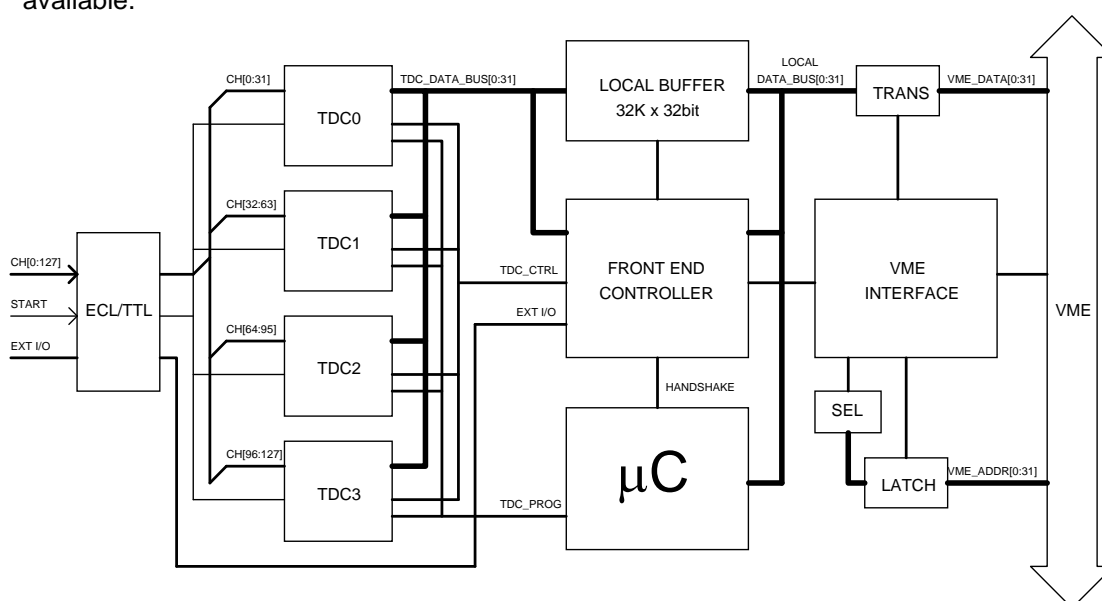 available.
CH[0:31]
TDC0
TDC_DATA_BUS[0:31]
LOCAL BUFFER
32K x 32bit
LOCAL
DATA_BUS[0:31]
TRANS
VME_DATA[0:31]
CH[32:63]
TDC1
CH[0:127]
START
EXT I/O
ECL/TTL
TDC_CTRL
EXT I/O
FRONT END
CONTROLLER
VME
INTERFACE
VME
CH[64:95]
TDC2
HANDSHAKE
SEL
CH[96:127]
TDC3
TDC_PROG
µC
LATCH
VME_ADDR[0:31]